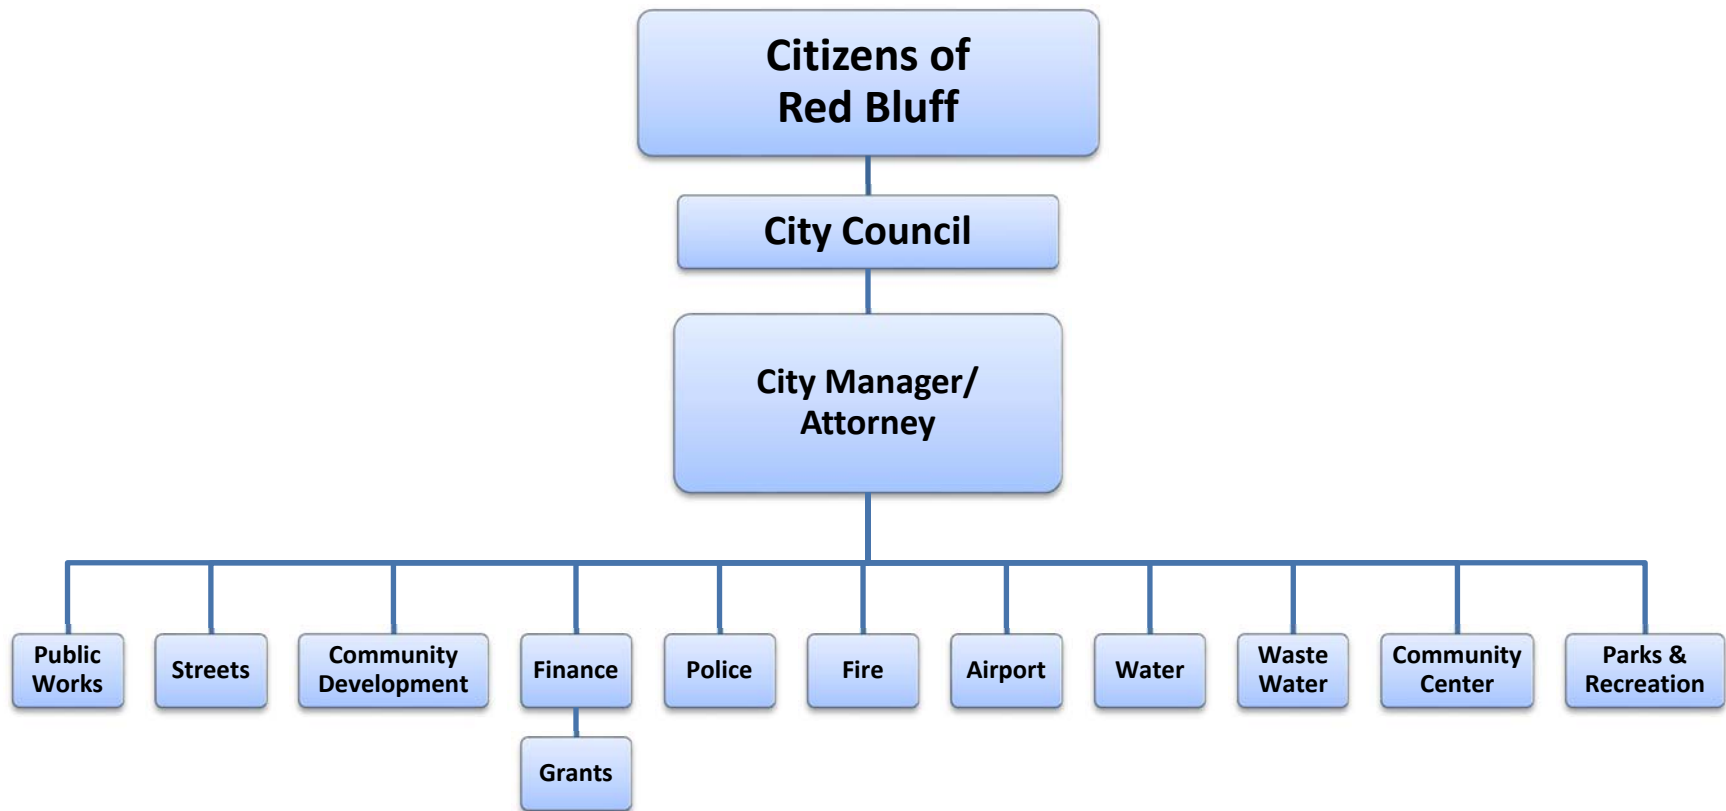 Citizens of
Red Bluff
City Council
City Manager/
Attorney
Public
Works
Streets
Community
Development
Finance
Police
Fire
Airport
Water
Waste
Water
Community
Center
Parks &
Recreation
Grants